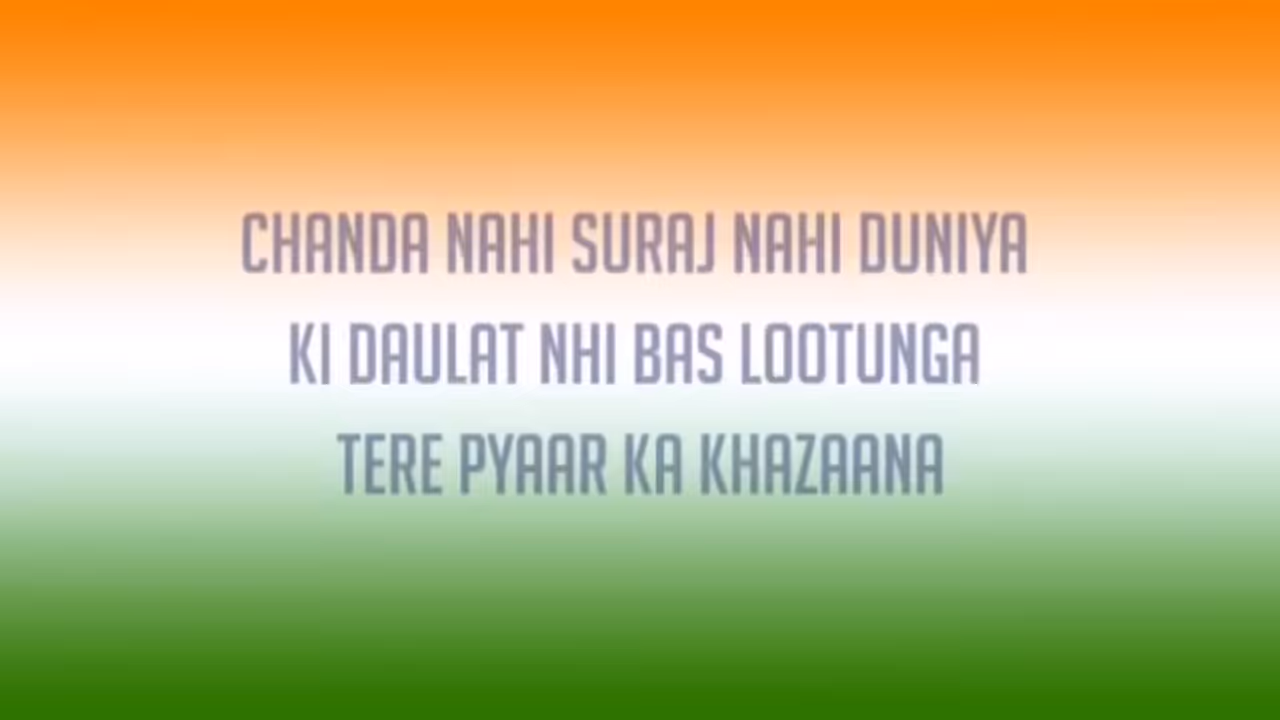 CHANDA NAHI SURAJ NAHI DUNIYA
KI DAULAT NHI BAS LOOTUNGA
TERE PYAAR KA KHAZAANA